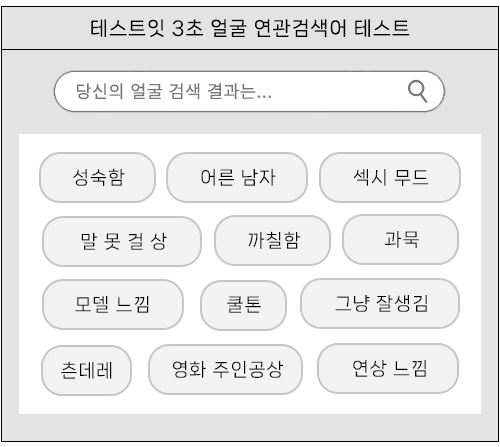 테스트잇 3초 얼굴 연관검색어 테스트
당신의 얼굴 검색 결과는...
성숙함 어른 남자 섹시 무드
말 못 걸 상 까칠함 과묵
모델 느낌 쿨톤 그냥 잘생김
츤데레 영화 주인공상 연상 느낌